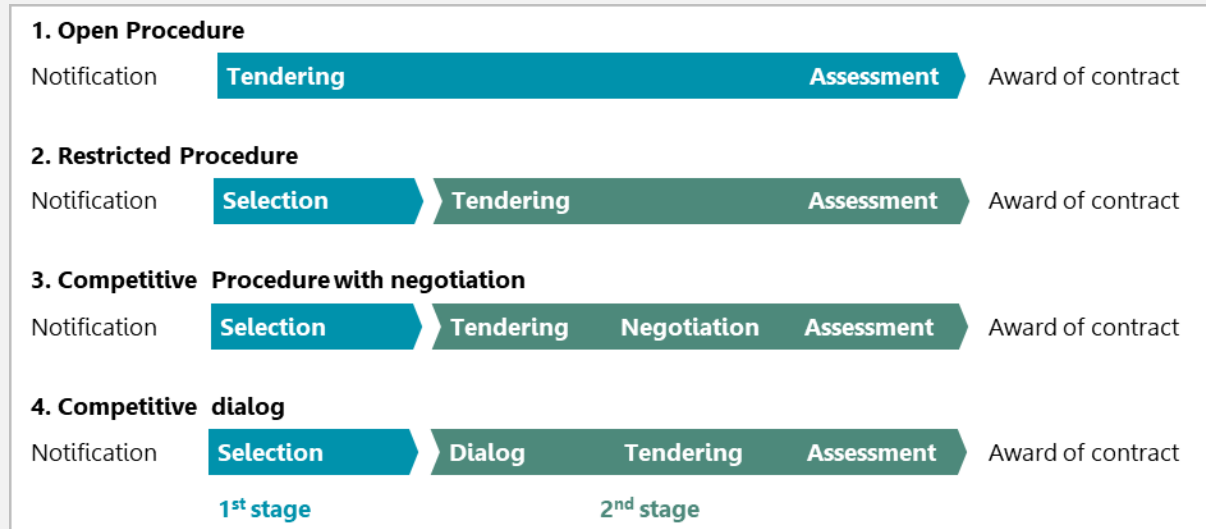 1. Open Procedure
Notification Tendering Assessment Award of contract
2. Restricted Procedure
Notification Selection Tendering Assessment Award of contract
3. Competitive Procedure with negotiation
Notification Selection Tendering Negotiation Assessment Award of contract
4. Competitive dialog
Notification Selection Dialog Tendering Assessment Award of contract
1st stage 2nd stage